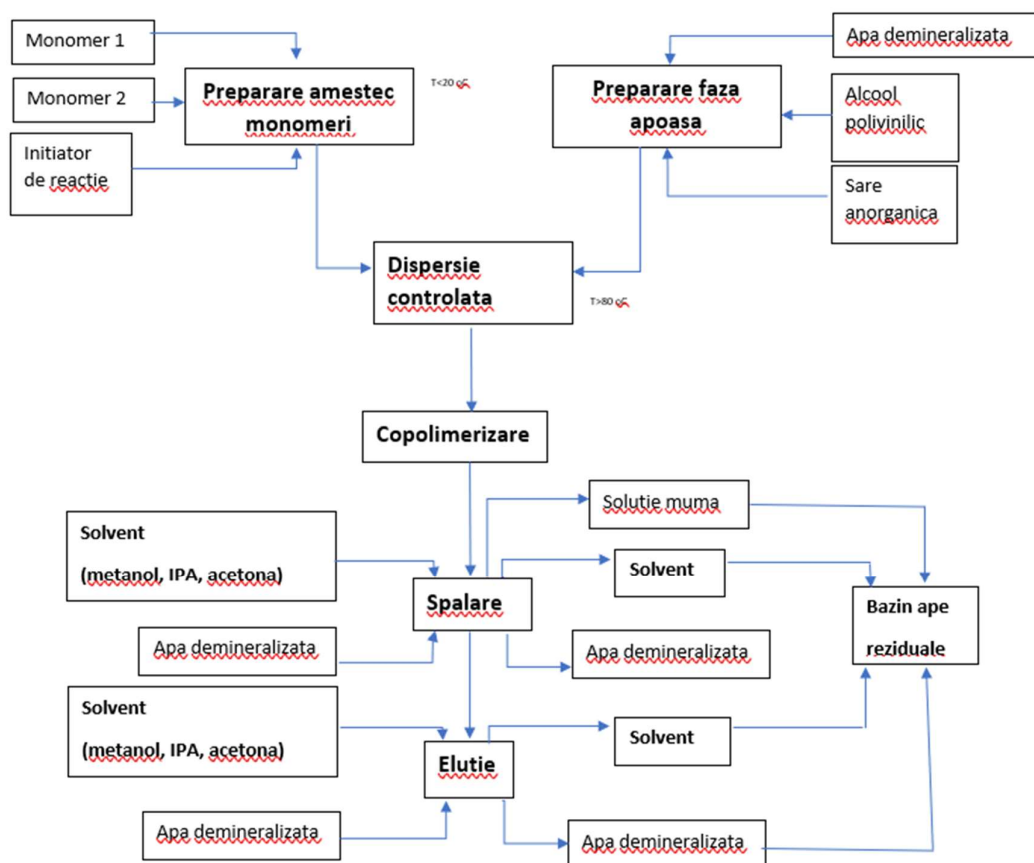 Monomer 1
Apa demineralizata
Preparare amestec
monomeri
T<20 oC
Preparare faza
apoasa
Monomer 2
Alcool
polivinilic
Initiator
de reactie
Sare
anorganica
Dispersie
controlata
T>80 oC
Copolimerizare
Solutie muma
Solvent
(metanol, IPA, acetona)
Solvent
Spalare
Bazin ape
reziduale
Apa demineralizata
Apa demineralizata
Solvent
(metanol, IPA, acetona)
Solvent
Elutie
Apa demineralizata
Apa demineralizata